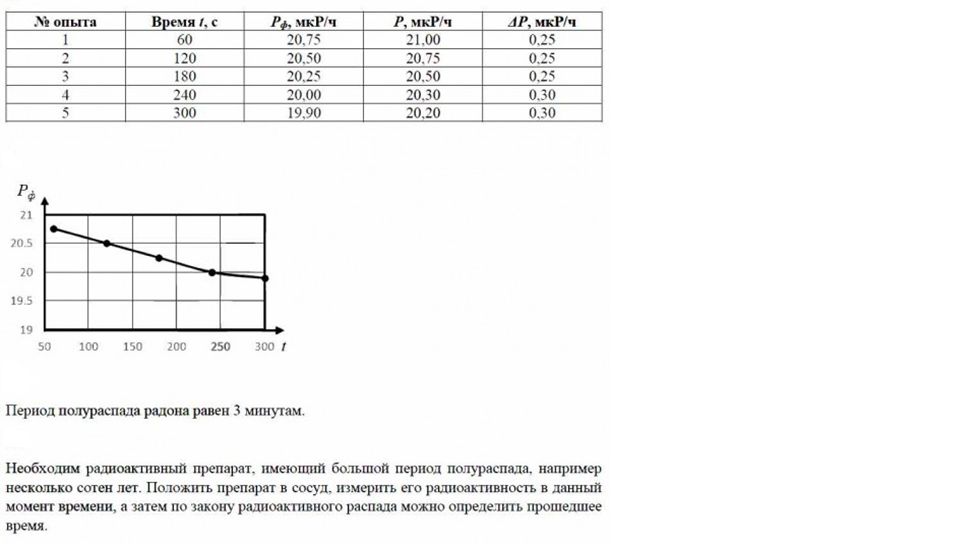 № опыта Время t, с Pф, мкР/ч P, мкР/ч ΔP, мкР/ч
1 60 20,75 21,00 0,25
2 120 20,50 20,75 0,25
3 180 20,25 20,50 0,25
4 240 20,00 20,30 0,30
5 300 19,90 20,20 0,30
Pф
21
20.5
20
19.5
19
50 100 150 200 250 300 t
Период полураспада радона равен 3 минутам.
Необходим радиоактивный препарат, имеющий большой период полураспада, например
несколько сотен лет. Положить препарат в сосуд, измерить его радиоактивность в данный
момент времени, а затем по закону радиоактивного распада можно определить прошедшее
время.